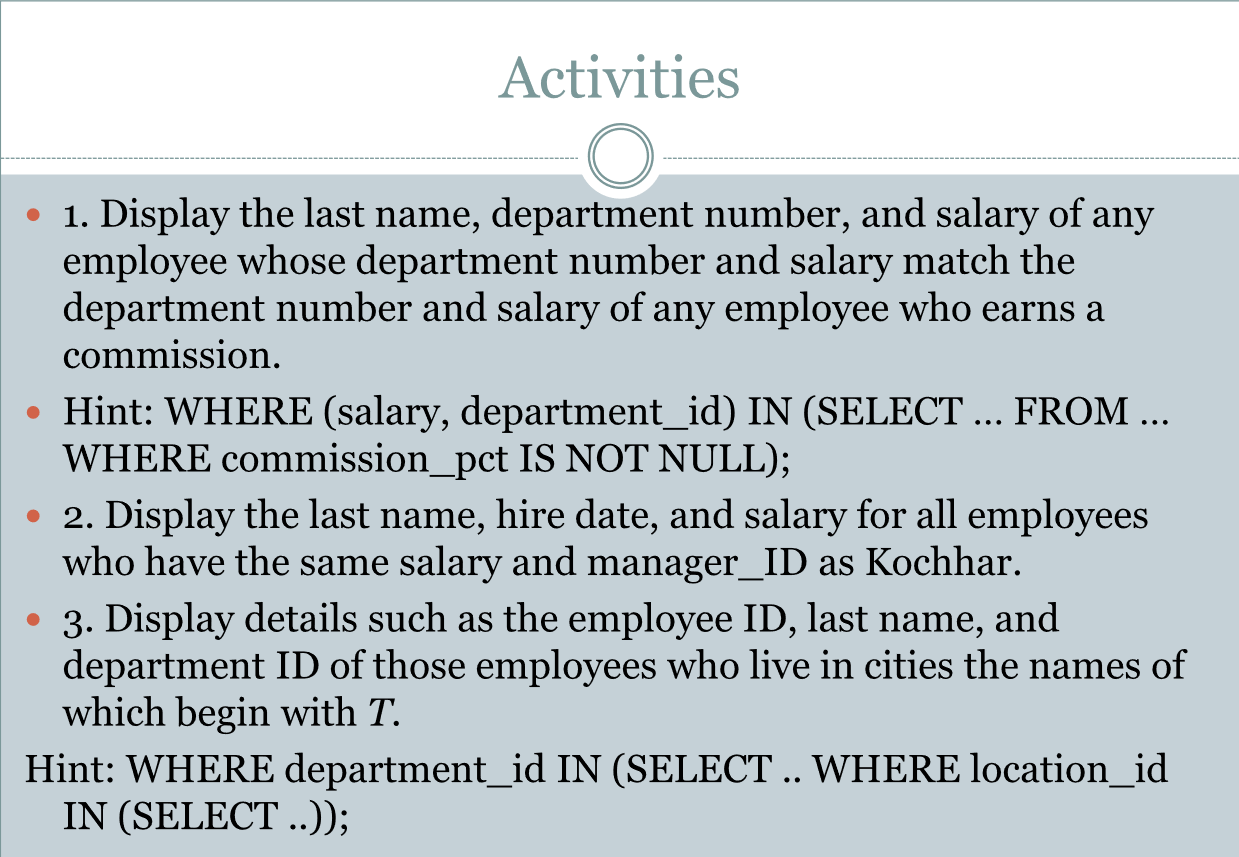 Activities
• 1. Display the last name, department number, and salary of any
employee whose department number and salary match the
department number and salary of any employee who earns a
commission.
• Hint: WHERE (salary, department_id) IN (SELECT … FROM …
WHERE commission_pct IS NOT NULL);
• 2. Display the last name, hire date, and salary for all employees
who have the same salary and manager_ID as Kochhar.
• 3. Display details such as the employee ID, last name, and
department ID of those employees who live in cities the names of
which begin with T.
Hint: WHERE department_id IN (SELECT .. WHERE location_id
IN (SELECT ..));